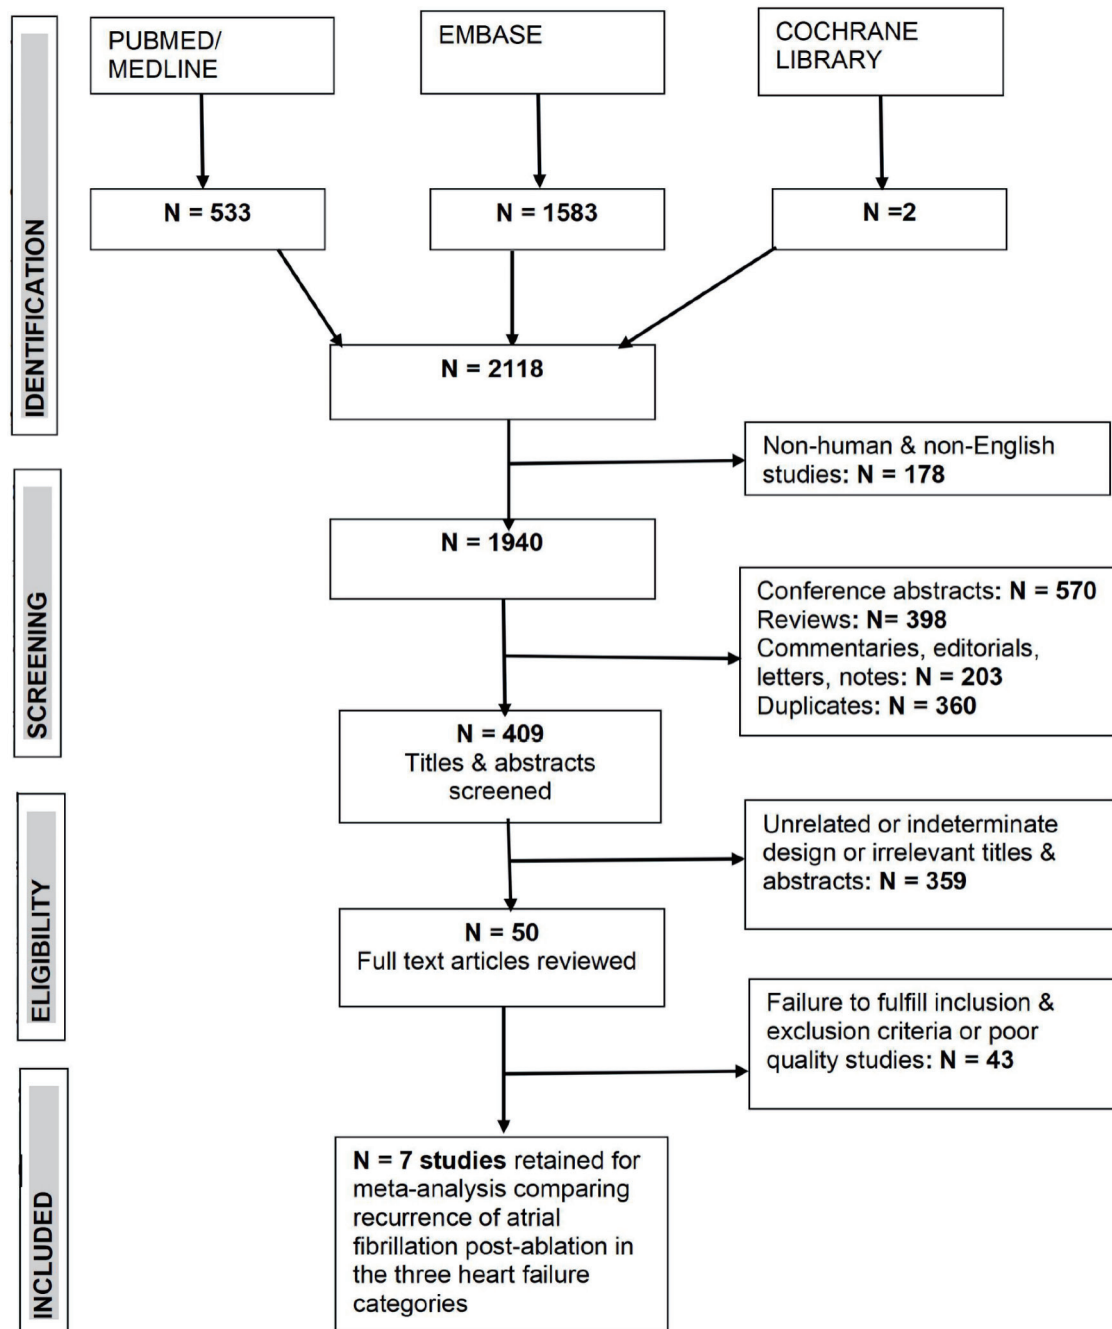 IDENTIFICATION
PUBMED/
MEDLINE
EMBASE
COCHRANE
LIBRARY
N = 533
N = 1583
N =2
N = 2118
Non-human & non-English
studies: N = 178
SCREENING
N = 1940
Conference abstracts: N = 570
Reviews: N= 398
Commentaries, editorials,
letters, notes: N = 203
Duplicates: N = 360
N = 409
Titles & abstracts
screened
ELIGIBILITY
Unrelated or indeterminate
design or irrelevant titles &
abstracts: N = 359
N = 50
Full text articles reviewed
Failure to fulfill inclusion &
exclusion criteria or poor
quality studies: N = 43
INCLUDED
N = 7 studies retained for
meta-analysis comparing
recurrence of atrial
fibrillation post-ablation in
the three heart failure
categories